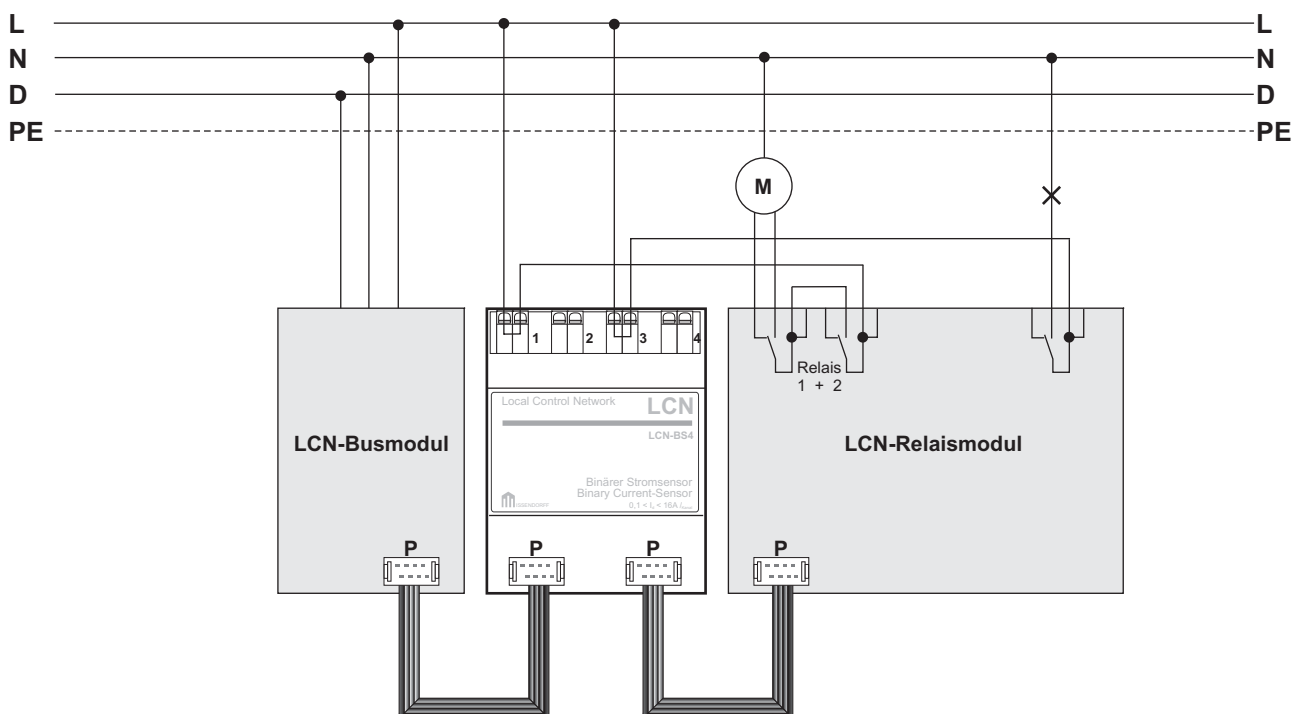 L L
N N
D D
PE PE
M
1 2 3 4
Relais
1 + 2
Local Control Network LCN
LCN-BS4
LCN-Busmodul
LCN-Relaismodul
Binärer Stromsensor
Binary Current-Sensor
ISSENDORFF
P P P P